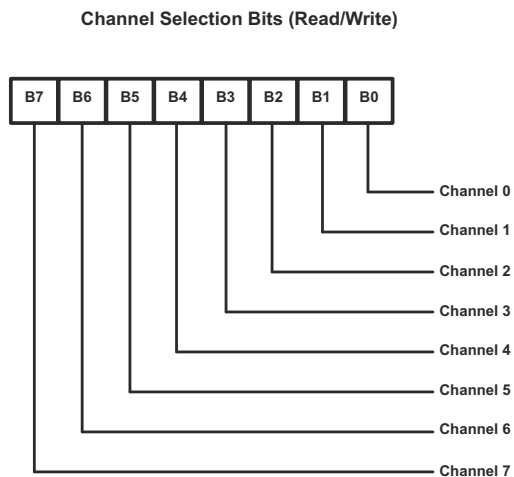 Channel Selection Bits (Read/Write)
B7 B6 B5 B4 B3 B2 B1 B0
Channel 0
Channel 1
Channel 2
Channel 3
Channel 4
Channel 5
Channel 6
Channel 7